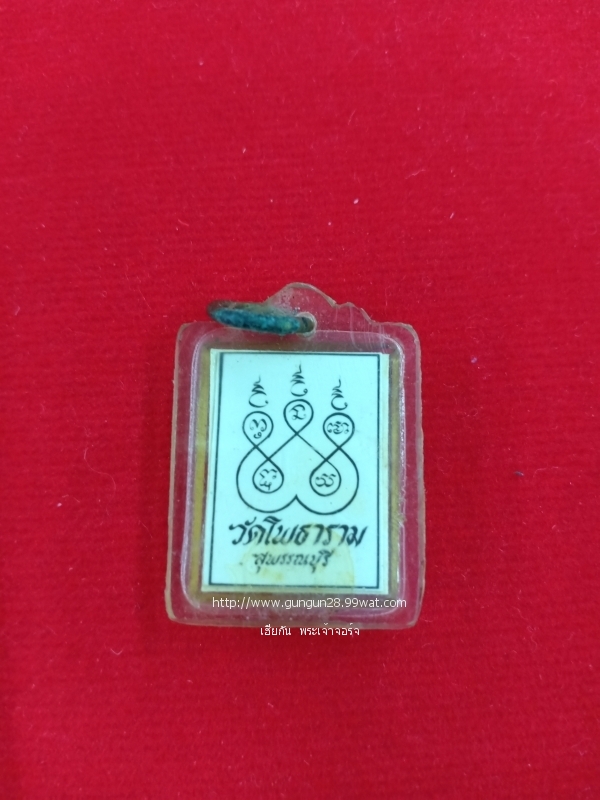 วัดโพธาราม
สุพรรณบุรี
http://www.gungun28.99wat.com
เฮียกัน พระเจ้าจอร์จ